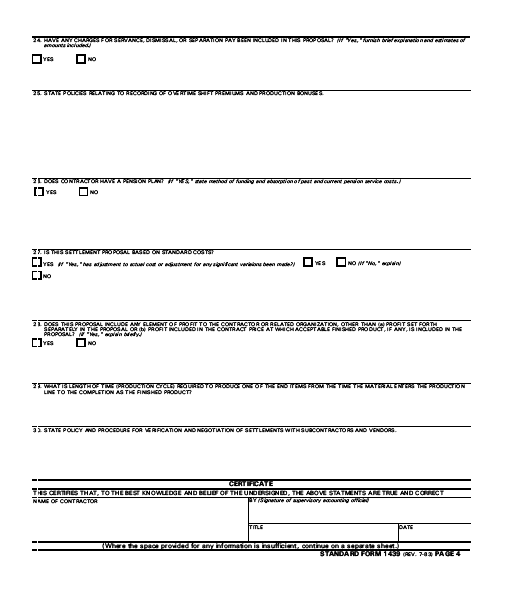 24. HAVE ANY CHARGES FOR SERVANCE, DISMISSAL, OR SEPARATION PAY BEEN INCLUDED IN THIS PROPOSAL? (If "Yes," furnish brief explanation and estimates of
amounts included.)
YES NO
25. STATE POLICIES RELATING TO RECORDING OF OVERTIME SHIFT PREMIUMS AND PRODUCTION BONUSES.
26. DOES CONTRACTOR HAVE A PENSION PLAN? (If "YES," state method of funding and absorption of past and current pension service costs.)
YES NO
27. IS THIS SETTLEMENT PROPOSAL BASED ON STANDARD COSTS?
YES (If "Yes," has adjustment to actual cost or adjustment for any significant variations been made?) YES NO (If "No," explain)
NO
28. DOES THIS PROPOSAL INCLUDE ANY ELEMENT OF PROFIT TO THE CONTRACTOR OR RELATED ORGANIZATION, OTHER THAN (a) PROFIT SET FORTH
SEPARATELY IN THE PROPOSAL OR (b) PROFIT INCLUDED IN THE CONTRACT PRICE AT WHICH ACCEPTABLE FINISHED PRODUCT, IF ANY, IS INCLUDED IN THE
PROPOSAL? (If "Yes," explain briefly.)
YES NO
29. WHAT IS LENGTH OF TIME (PRODUCTION CYCLE) REQUIRED TO PRODUCE ONE OF THE END ITEMS FROM THE TIME THE MATERIAL ENTERS THE PRODUCTION
LINE TO THE COMPLETION AS THE FINISHED PRODUCT?
30. STATE POLICY AND PROCEDURE FOR VERIFICATION AND NEGOTIATION OF SETTLEMENTS WITH SUBCONTRACTORS AND VENDORS.
CERTIFICATE
THIS CERTIFIES THAT, TO THE BEST KNOWLEDGE AND BELIEF OF THE UNDERSIGNED, THE ABOVE STATMENTS ARE TRUE AND CORRECT
NAME OF CONTRACTOR
BY (Signature of supervisory accounting official)
TITLE
DATE
(Where the space provided for any information is insufficient, continue on a separate sheet.)
STANDARD FORM 1439 (REV. 7-83) PAGE 4